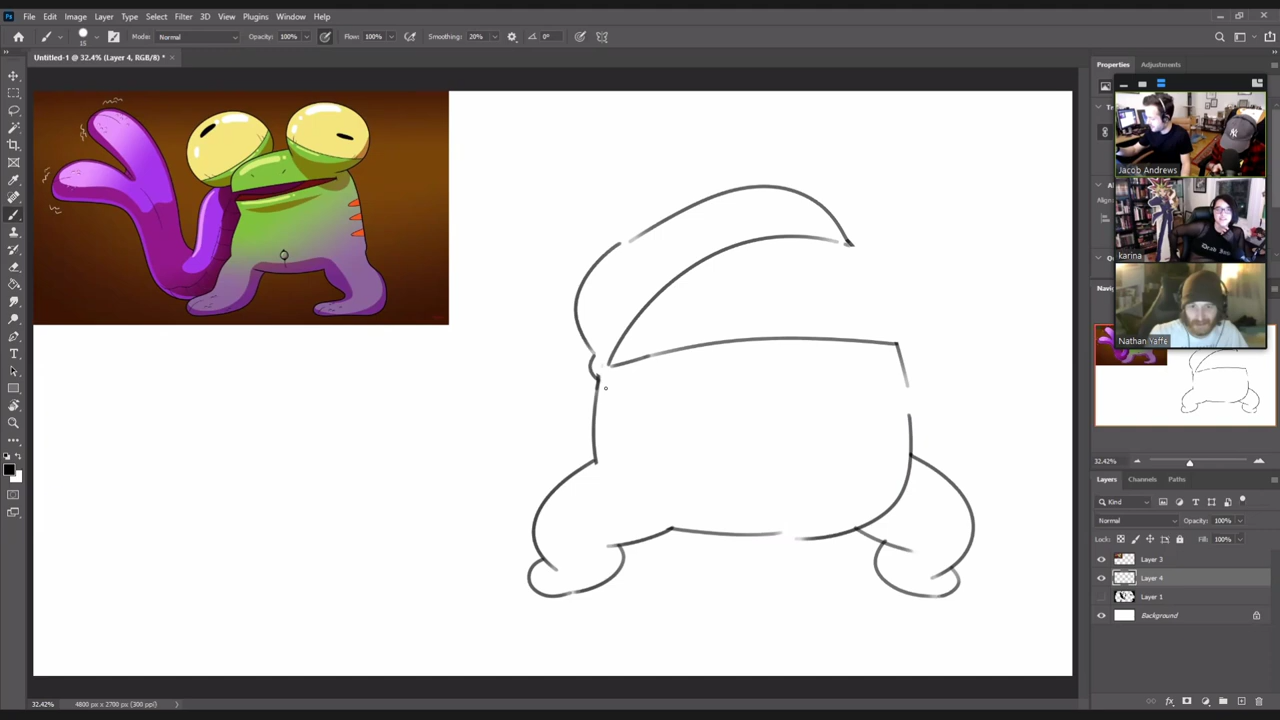 Ps File Edit Image Layer Type Select Filter 3D View Plugins Window Help
15 Mode: Normal Opacity: 100% Flow: 100% Smoothing: 20% 0°
Untitled-1 @ 32.4% (Layer 4, RGB/8) * ×
Properties Adjustments
Jacob Andrews
karina
Nathan Yaffe
32.42%
Layers Channels Paths
Kind
Normal Opacity: 100%
Lock: Fill: 100%
Layer 3
Layer 4
Layer 1
Background
32.42% 4800 px x 2700 px (300 ppi)